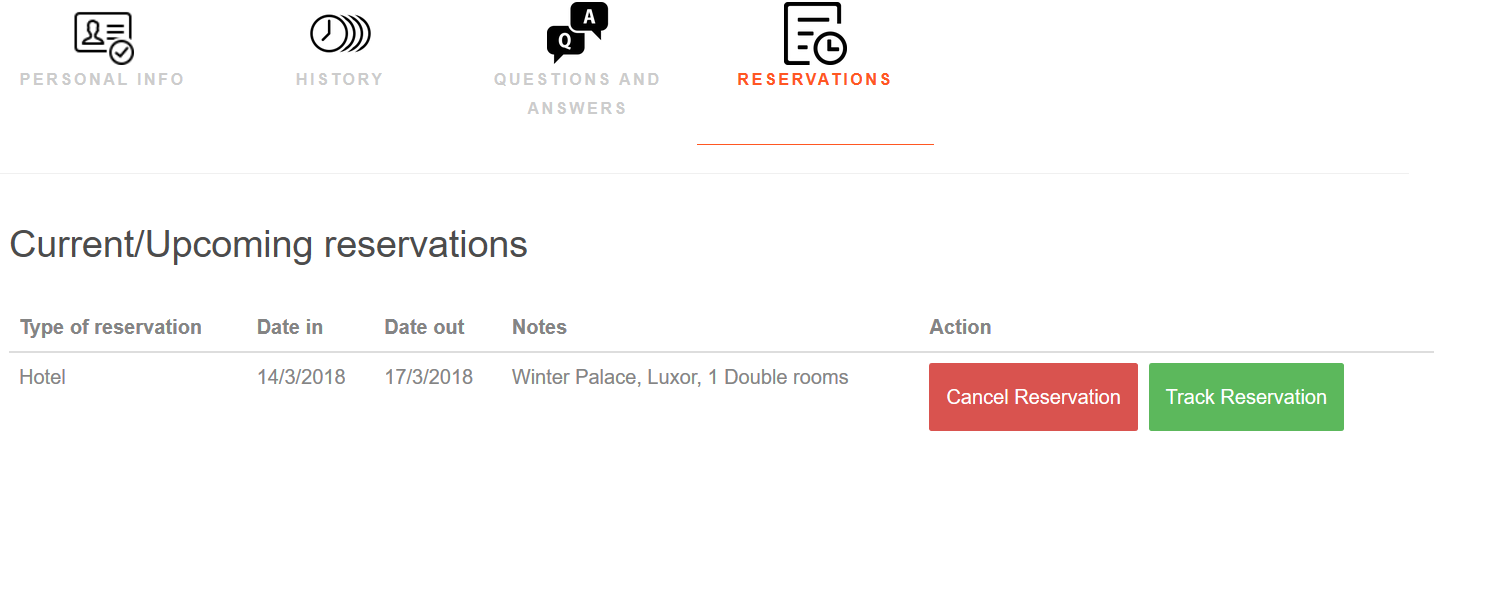 A
Q
PERSONAL INFO
HISTORY
QUESTIONS AND
ANSWERS
RESERVATIONS
Current/Upcoming reservations
Type of reservation Date in Date out Notes Action
Hotel 14/3/2018 17/3/2018 Winter Palace, Luxor, 1 Double rooms Cancel Reservation Track Reservation